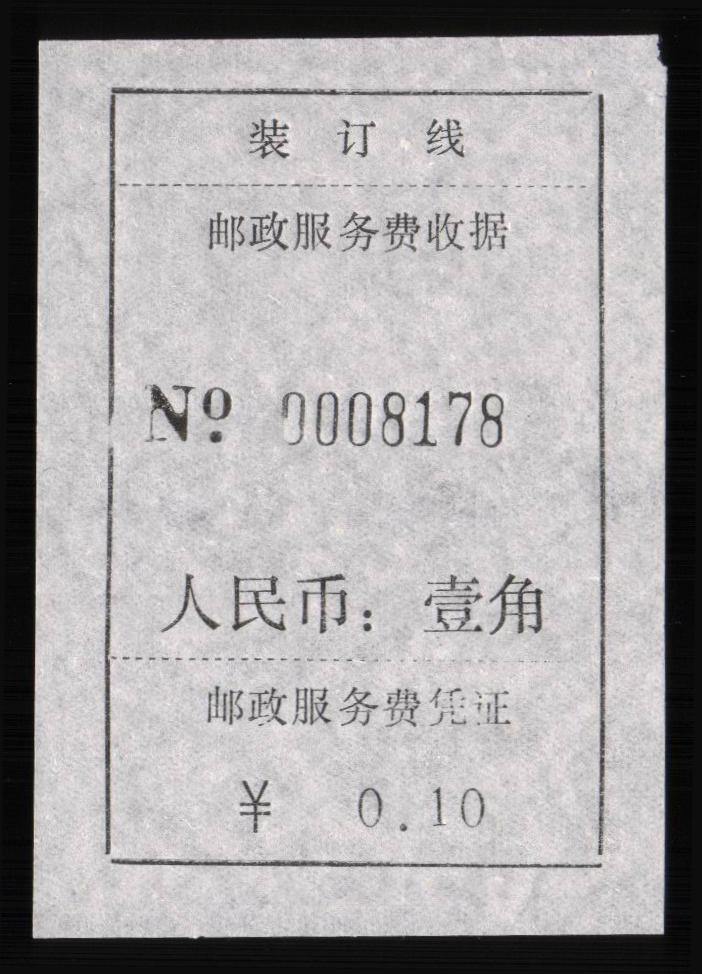 装 订 线
邮政服务费收据
№ 0008178
人民币：壹角
邮政服务费凭证
¥ 0.10